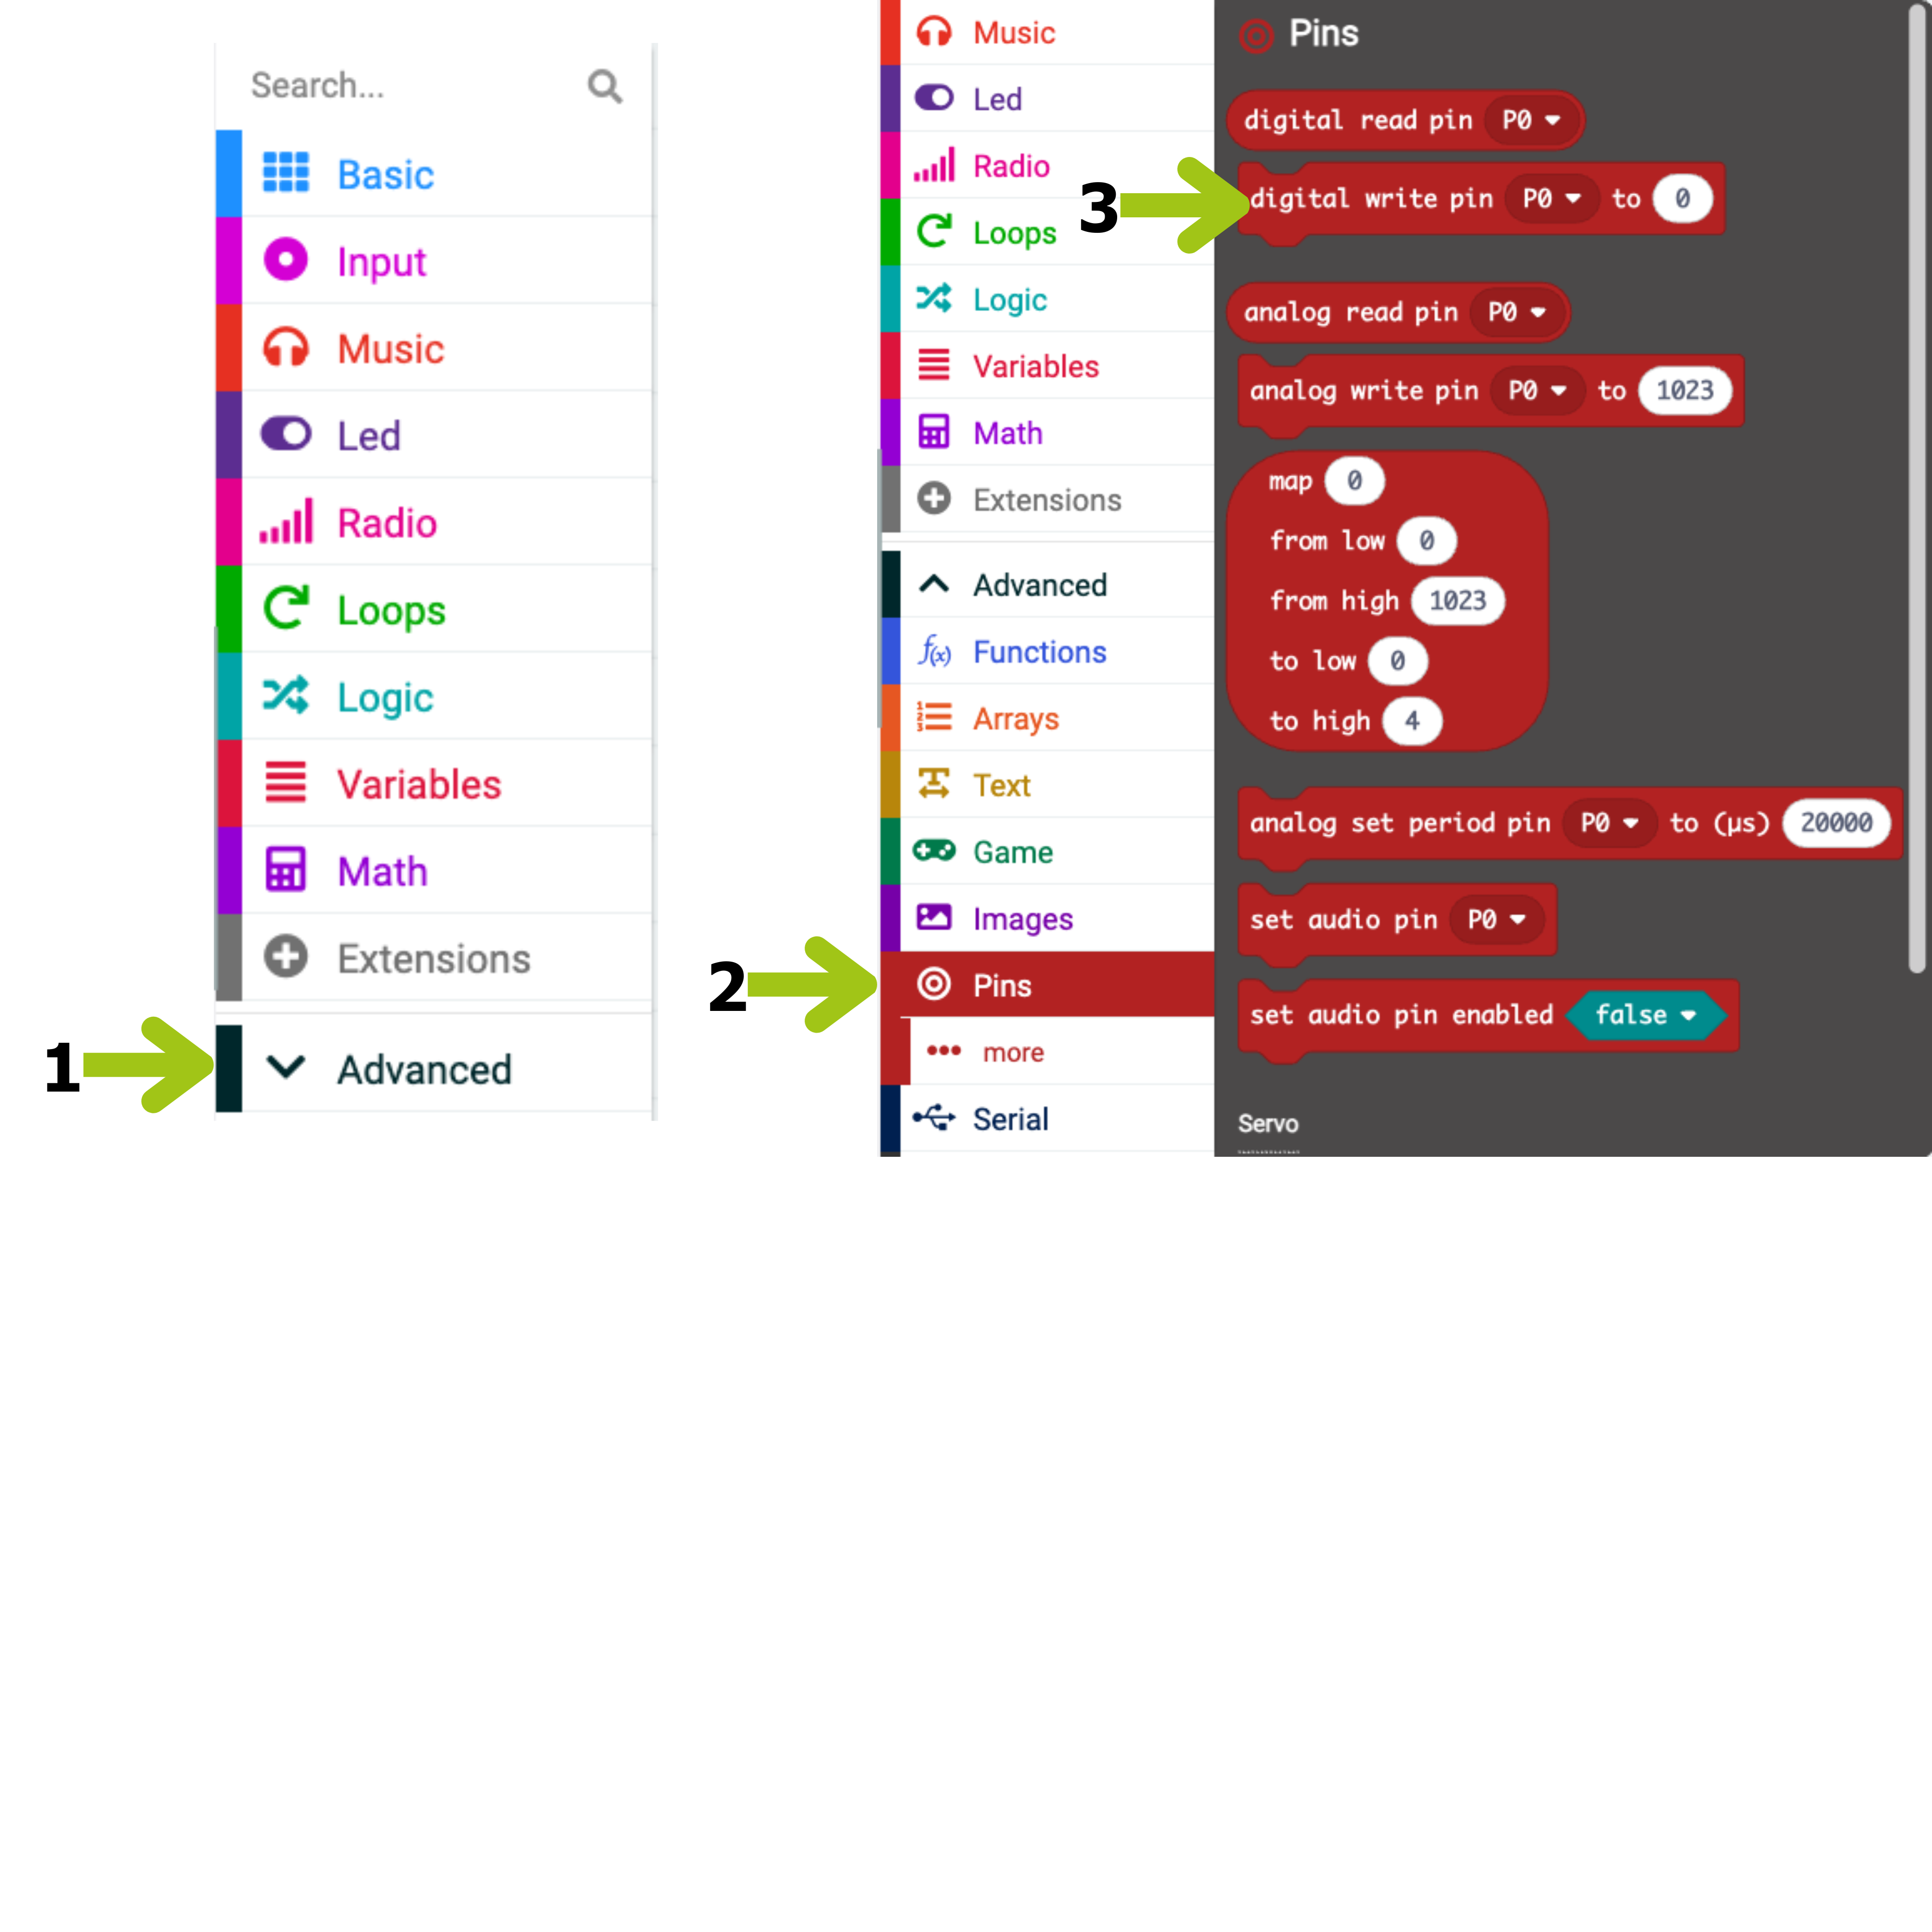 Search...
Basic
Input
Music
Led
Radio
Loops
Logic
Variables
Math
Extensions
1
Advanced
Music
Led
Radio
Loops
Logic
Variables
Math
Extensions
Advanced
Functions
Arrays
Text
Game
Images
2
Pins
more
Serial
Pins
digital read pin P0
3
digital write pin P0 to 0
analog read pin P0
analog write pin P0 to 1023
map 0
from low 0
from high 1023
to low 0
to high 4
analog set period pin P0 to (µs) 20000
set audio pin P0
set audio pin enabled false
Servo